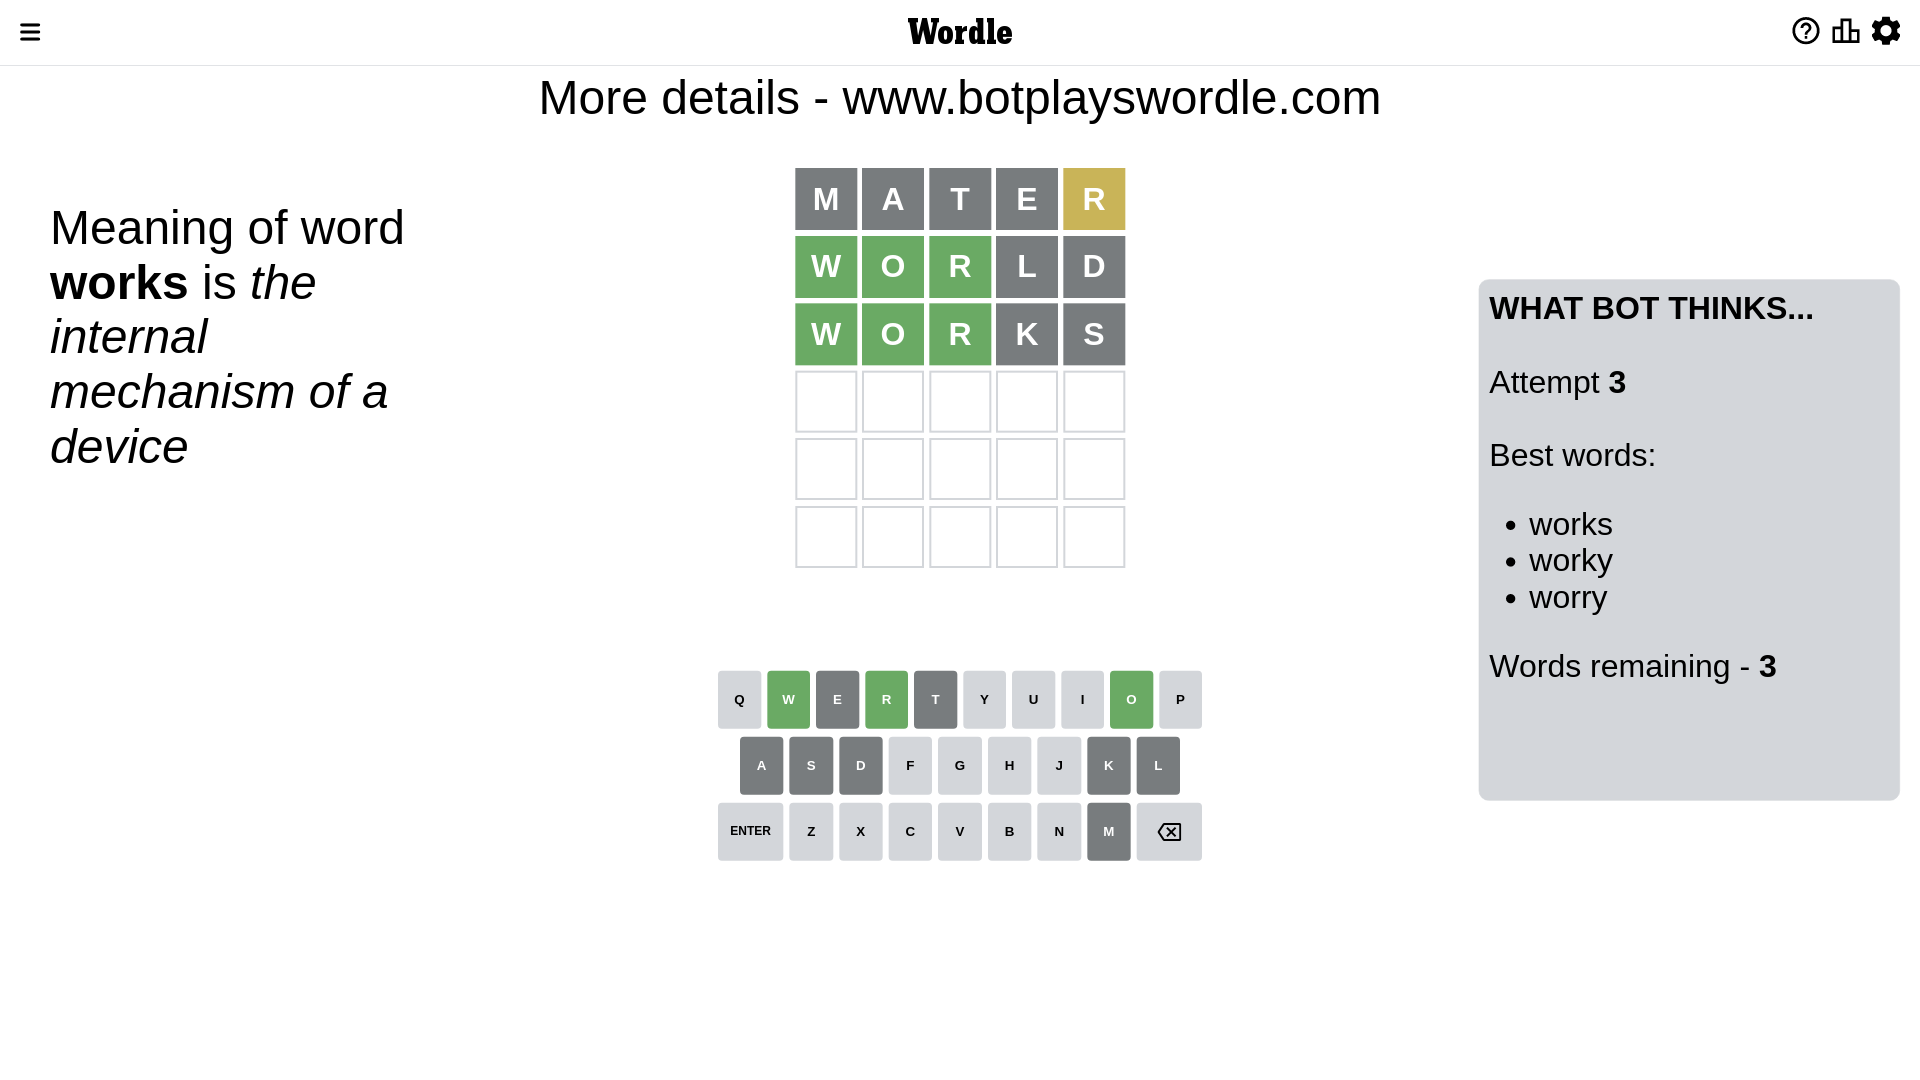 Wordle
More details - www.botplayswordle.com
Meaning of word
works is the
internal
mechanism of a
device
M A T E R
W O R L D
W O R K S
WHAT BOT THINKS...
Attempt 3
Best words:
• works
• worky
• worry
Words remaining - 3
Q W E R T Y U I O P
A S D F G H J K L
ENTER Z X C V B N M